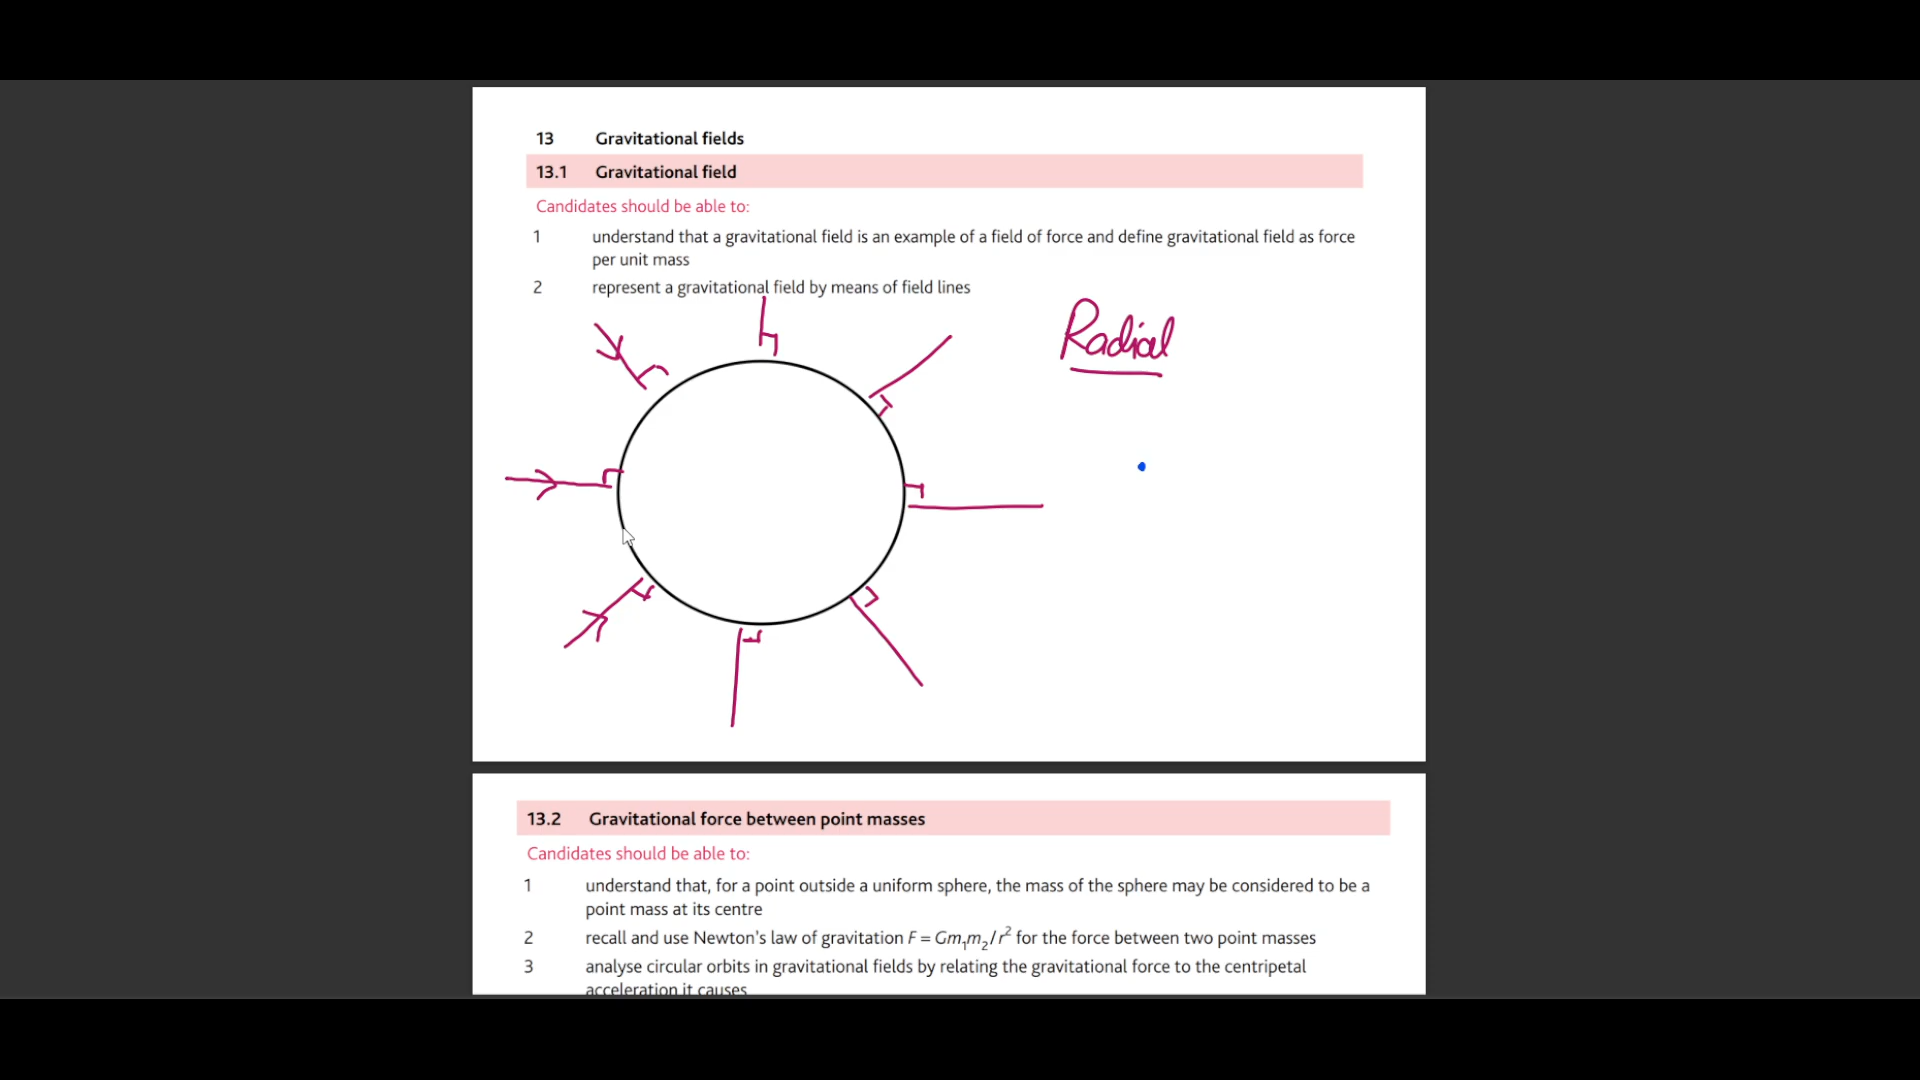 13 Gravitational fields
13.1 Gravitational field
Candidates should be able to:
1 understand that a gravitational field is an example of a field of force and define gravitational field as force
per unit mass
2 represent a gravitational field by means of field lines
Radial
13.2 Gravitational force between point masses
Candidates should be able to:
1 understand that, for a point outside a uniform sphere, the mass of the sphere may be considered to be a
point mass at its centre
2 recall and use Newton's law of gravitation F = Gm₁m₂/r² for the force between two point masses
3 analyse circular orbits in gravitational fields by relating the gravitational force to the centripetal
acceleration it causes